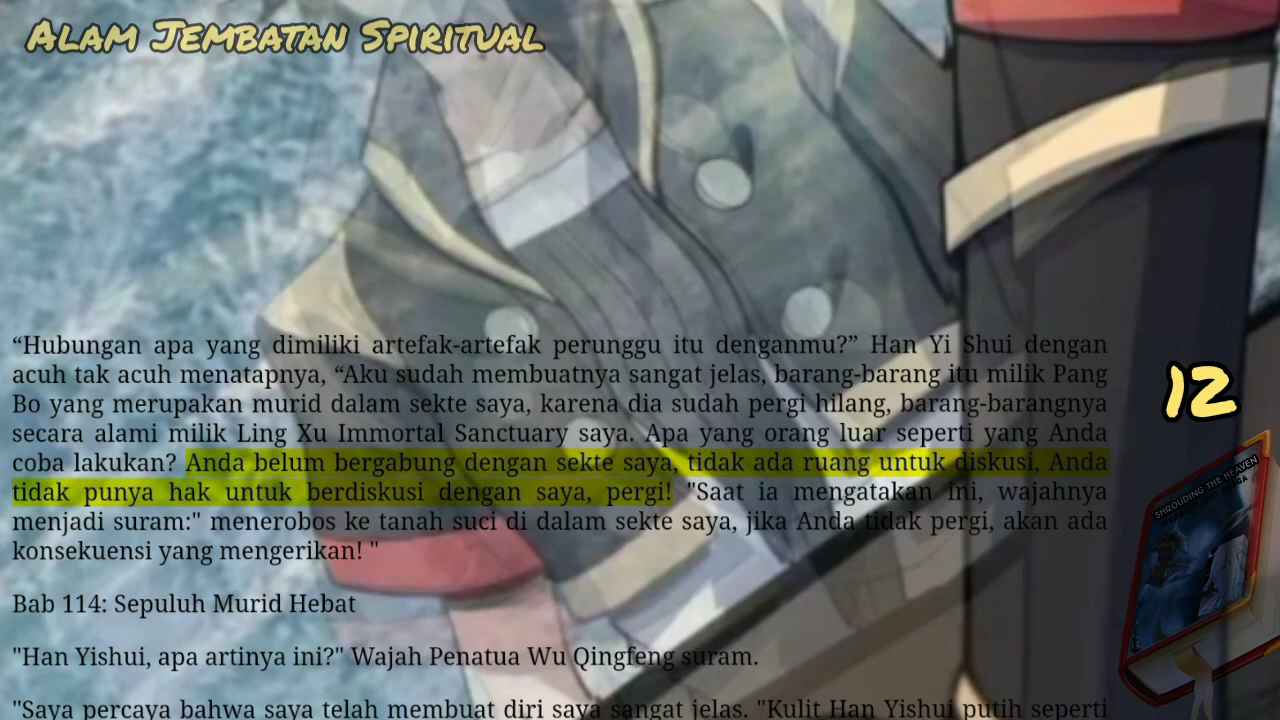 Alam Jembatan Spiritual
“Hubungan apa yang dimiliki artefak-artefak perunggu itu denganmu?” Han Yi Shui dengan
acuh tak acuh menatapnya, “Aku sudah membuatnya sangat jelas, barang-barang itu milik Pang
Bo yang merupakan murid dalam sekte saya, karena dia sudah pergi hilang, barang-barangnya
secara alami milik Ling Xu Immortal Sanctuary saya. Apa yang orang luar seperti yang Anda
coba lakukan? Anda belum bergabung dengan sekte saya, tidak ada ruang untuk diskusi, Anda
tidak punya hak untuk berdiskusi dengan saya, pergi! "Saat ia mengatakan ini, wajahnya
menjadi suram:" menerobos ke tanah suci di dalam sekte saya, jika Anda tidak pergi, akan ada
konsekuensi yang mengerikan! "
Bab 114: Sepuluh Murid Hebat
"Han Yishui, apa artinya ini?" Wajah Penatua Wu Qingfeng suram.
"Saya percaya bahwa saya telah membuat diri saya sangat jelas. "Kulit Han Yishui putih seperti
12
SHROUDING THE HEAVEN